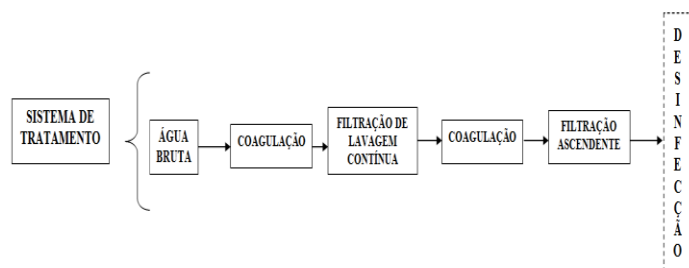 SISTEMA DE
TRATAMENTO
ÁGUA
BRUTA
COAGULAÇÃO
FILTRAÇÃO DE
LAVAGEM
CONTÍNUA
COAGULAÇÃO
FILTRAÇÃO
ASCENDENTE
D
E
S
I
N
F
E
C
Ç
Ã
O